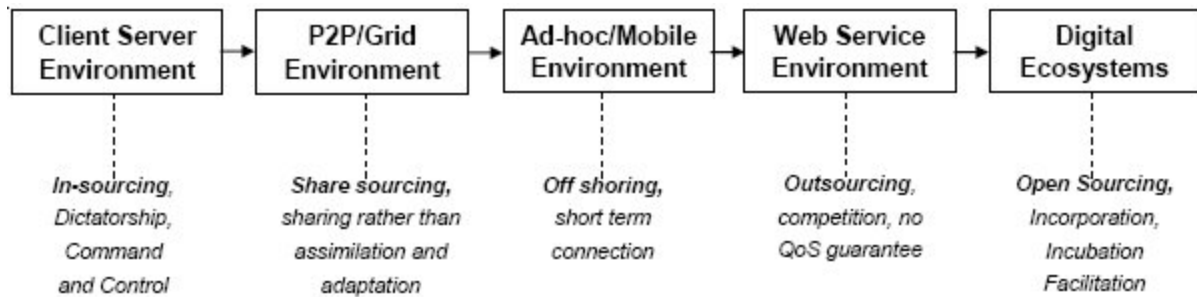 Client Server
Environment
P2P/Grid
Environment
Ad-hoc/Mobile
Environment
Web Service
Environment
Digital
Ecosystems
In-sourcing,
Dictatorship,
Command
and Control
Share sourcing,
sharing rather than
assimilation and
adaptation
Off shoring,
short term
connection
Outsourcing,
competition, no
QoS guarantee
Open Sourcing,
Incorporation,
Incubation
Facilitation